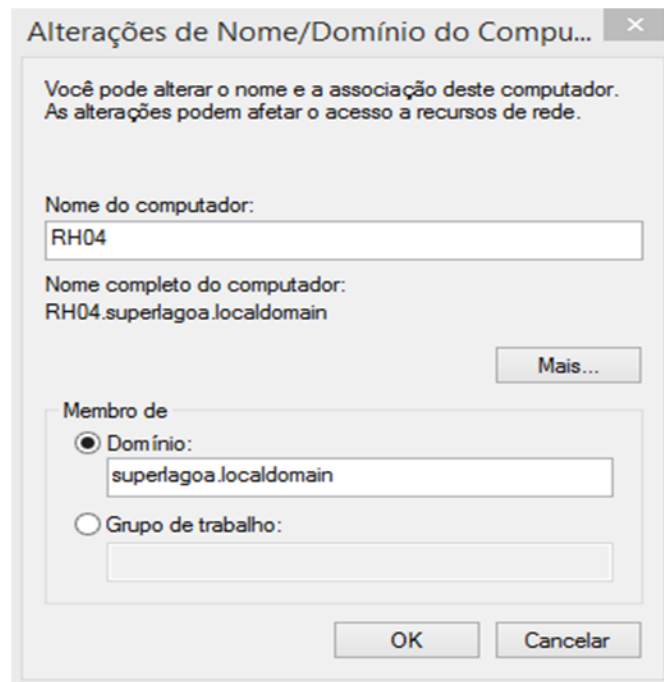 Alterações de Nome/Domínio do Compu...
Você pode alterar o nome e a associação deste computador.
As alterações podem afetar o acesso a recursos de rede.
Nome do computador:
RH04
Nome completo do computador:
RH04.superlagoa.localdomain
Mais...
Membro de
Domínio:
superlagoa.localdomain
Grupo de trabalho:
OK
Cancelar